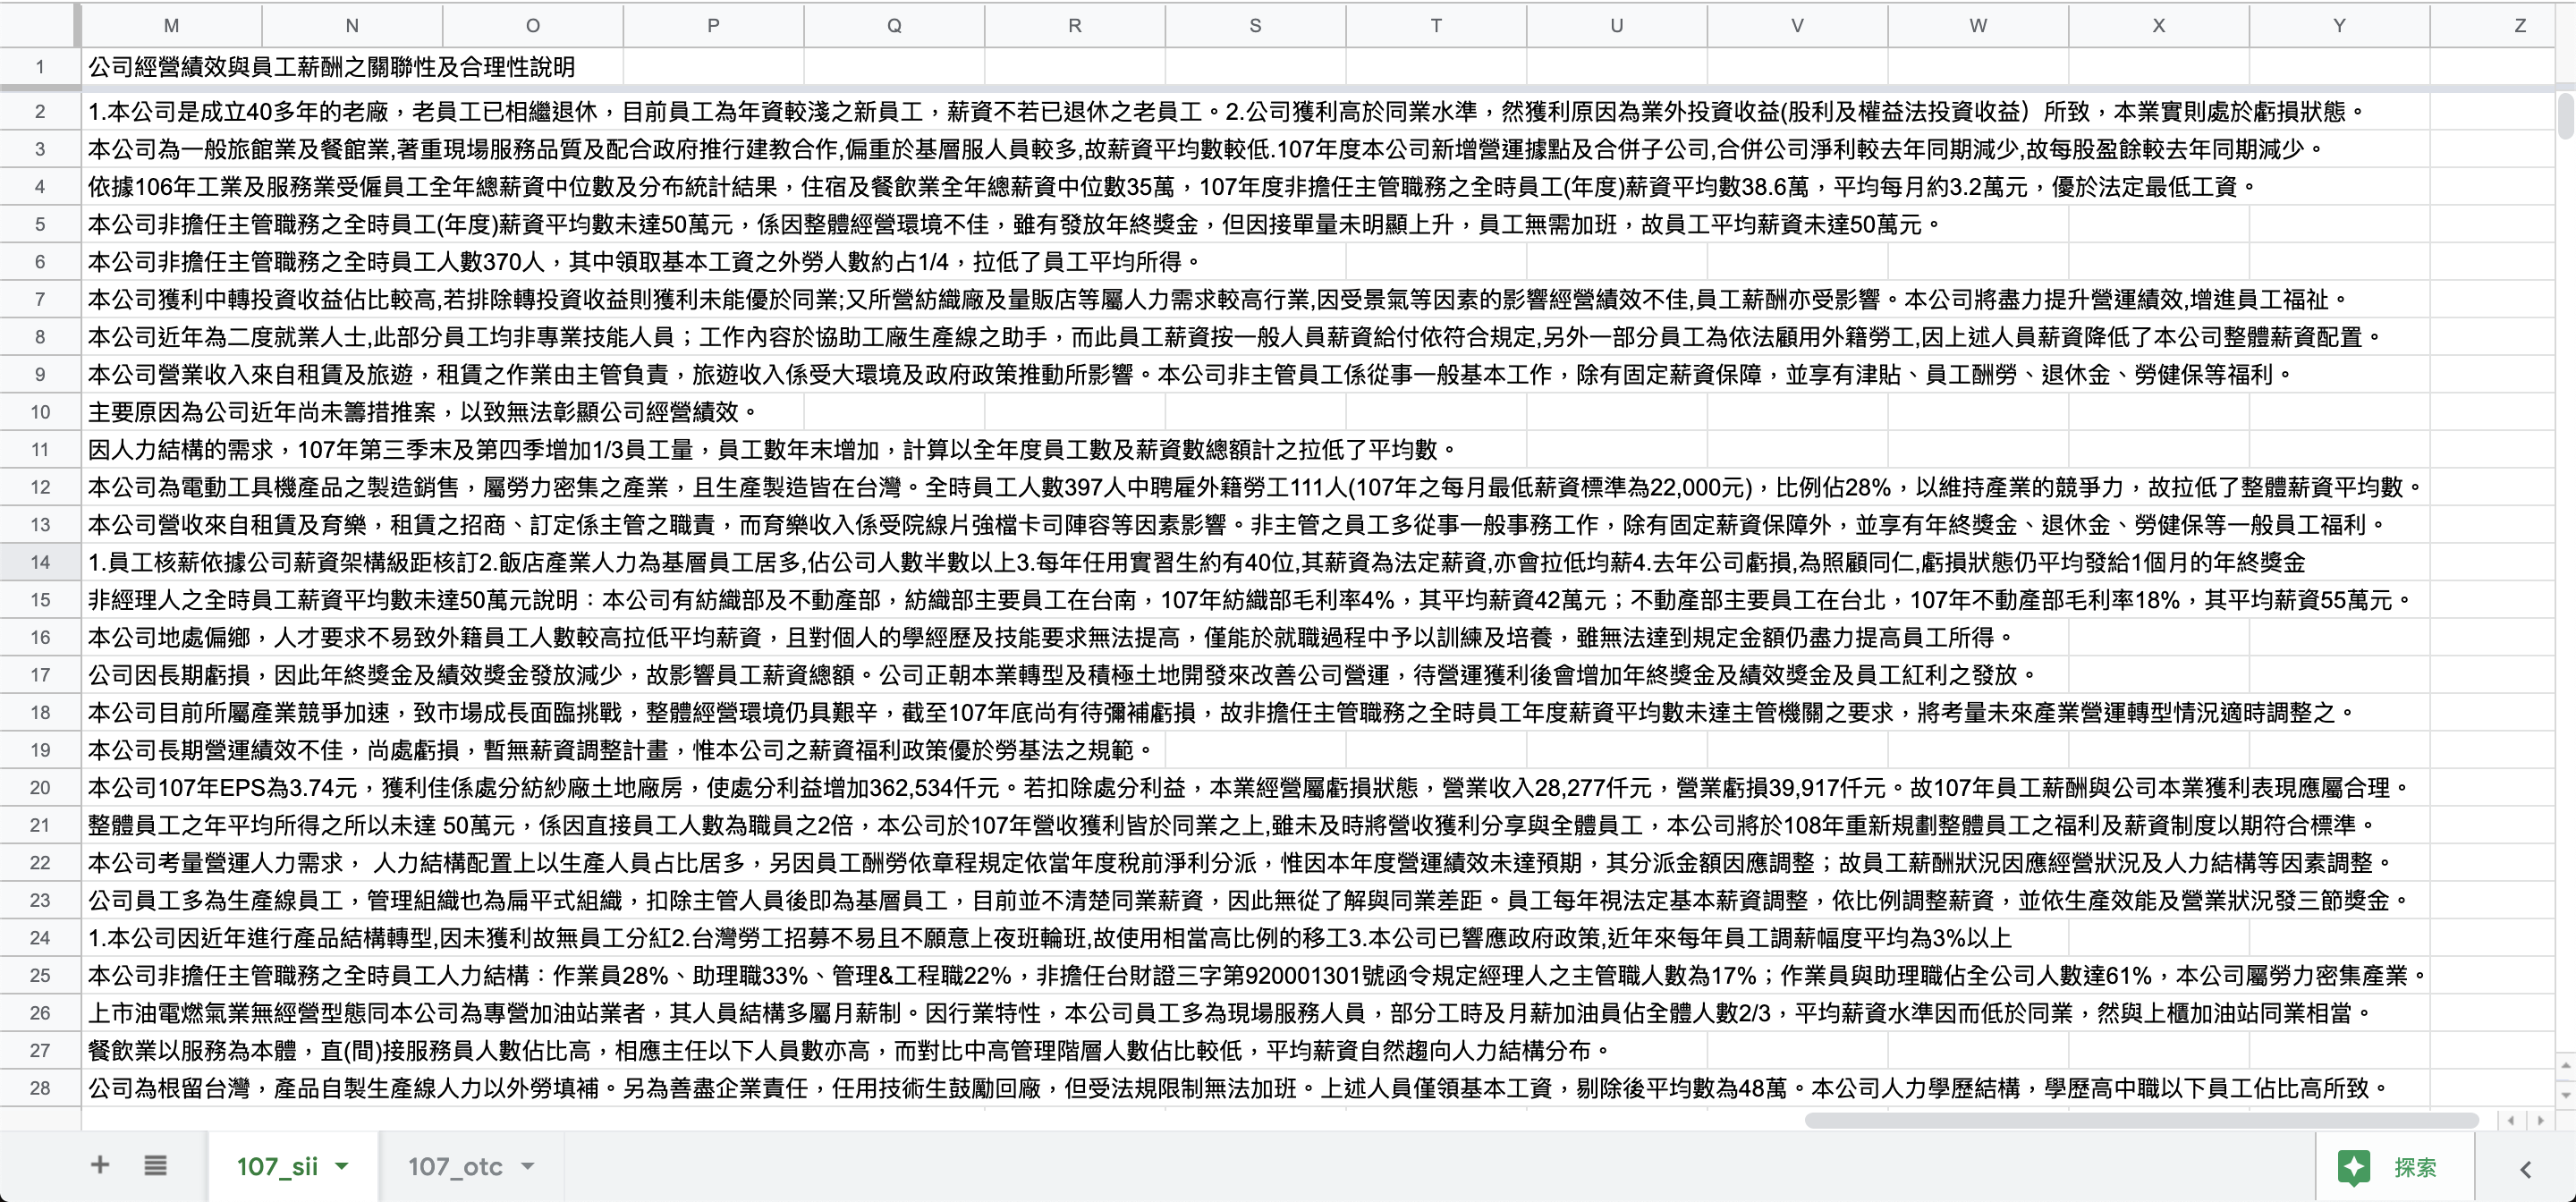 M N O P Q R S T U V W X Y Z
1 公司經營績效與員工薪酬之關聯性及合理性說明
2 1.本公司是成立40多年的老廠，老員工已相繼退休，目前員工為年資較淺之新員工，薪資不若已退休之老員工。2.公司獲利高於同業水準，然獲利原因為業外投資收益(股利及權益法投資收益）所致，本業實則處於虧損狀態。
3 本公司為一般旅館業及餐館業,著重現場服務品質及配合政府推行建教合作,偏重於基層服人員較多,故薪資平均數較低.107年度本公司新增營運據點及合併子公司,合併公司淨利較去年同期減少,故每股盈餘較去年同期減少。
4 依據106年工業及服務業受僱員工全年總薪資中位數及分布統計結果，住宿及餐飲業全年總薪資中位數35萬，107年度非擔任主管職務之全時員工(年度)薪資平均數38.6萬，平均每月約3.2萬元，優於法定最低工資。
5 本公司非擔任主管職務之全時員工(年度)薪資平均數未達50萬元，係因整體經營環境不佳，雖有發放年終獎金，但因接單量未明顯上升，員工無需加班，故員工平均薪資未達50萬元。
6 本公司非擔任主管職務之全時員工人數370人，其中領取基本工資之外勞人數約占1/4，拉低了員工平均所得。
7 本公司獲利中轉投資收益佔比較高,若排除轉投資收益則獲利未能優於同業;又所營紡織廠及量販店等屬人力需求較高行業,因受景氣等因素的影響經營績效不佳,員工薪酬亦受影響。本公司將盡力提升營運績效,增進員工福祉。
8 本公司近年為二度就業人士,此部分員工均非專業技能人員；工作內容於協助工廠生產線之助手，而此員工薪資按一般人員薪資給付依符合規定,另外一部分員工為依法顧用外籍勞工,因上述人員薪資降低了本公司整體薪資配置。
9 本公司營業收入來自租賃及旅遊，租賃之作業由主管負責，旅遊收入係受大環境及政府政策推動所影響。本公司非主管員工係從事一般基本工作，除有固定薪資保障，並享有津貼、員工酬勞、退休金、勞健保等福利。
10 主要原因為公司近年尚未籌措推案，以致無法彰顯公司經營績效。
11 因人力結構的需求，107年第三季末及第四季增加1/3員工量，員工數年末增加，計算以全年度員工數及薪資數總額計之拉低了平均數。
12 本公司為電動工具機產品之製造銷售，屬勞力密集之產業，且生產製造皆在台灣。全時員工人數397人中聘雇外籍勞工111人(107年之每月最低薪資標準為22,000元)，比例佔28%，以維持產業的競爭力，故拉低了整體薪資平均數。
13 本公司營收來自租賃及育樂，租賃之招商、訂定係主管之職責，而育樂收入係受院線片強檔卡司陣容等因素影響。非主管之員工多從事一般事務工作，除有固定薪資保障外，並享有年終獎金、退休金、勞健保等一般員工福利。
14 1.員工核薪依據公司薪資架構級距核訂2.飯店產業人力為基層員工居多,佔公司人數半數以上3.每年任用實習生約有40位,其薪資為法定薪資,亦會拉低均薪4.去年公司虧損,為照顧同仁,虧損狀態仍平均發給1個月的年終獎金
15 非經理人之全時員工薪資平均數未達50萬元說明：本公司有紡織部及不動產部，紡織部主要員工在台南，107年紡織部毛利率4%，其平均薪資42萬元；不動產部主要員工在台北，107年不動產部毛利率18%，其平均薪資55萬元。
16 本公司地處偏鄉，人才要求不易致外籍員工人數較高拉低平均薪資，且對個人的學經歷及技能要求無法提高，僅能於就職過程中予以訓練及培養，雖無法達到規定金額仍盡力提高員工所得。
17 公司因長期虧損，因此年終獎金及績效獎金發放減少，故影響員工薪資總額。公司正朝本業轉型及積極土地開發來改善公司營運，待營運獲利後會增加年終獎金及績效獎金及員工紅利之發放。
18 本公司目前所屬產業競爭加速，致市場成長面臨挑戰，整體經營環境仍具艱辛，截至107年底尚有待彌補虧損，故非擔任主管職務之全時員工年度薪資平均數未達主管機關之要求，將考量未來產業營運轉型情況適時調整之。
19 本公司長期營運績效不佳，尚處虧損，暫無薪資調整計畫，惟本公司之薪資福利政策優於勞基法之規範。
20 本公司107年EPS為3.74元，獲利佳係處分紡紗廠土地廠房，使處分利益增加362,534仟元。若扣除處分利益，本業經營屬虧損狀態，營業收入28,277仟元，營業虧損39,917仟元。故107年員工薪酬與公司本業獲利表現應屬合理。
21 整體員工之年平均所得之所以未達 50萬元，係因直接員工人數為職員之2倍，本公司於107年營收獲利皆於同業之上,雖未及時將營收獲利分享與全體員工，本公司將於108年重新規劃整體員工之福利及薪資制度以期符合標準。
22 本公司考量營運人力需求， 人力結構配置上以生產人員占比居多，另因員工酬勞依章程規定依當年度稅前淨利分派，惟因本年度營運績效未達預期，其分派金額因應調整；故員工薪酬狀況因應經營狀況及人力結構等因素調整。
23 公司員工多為生產線員工，管理組織也為扁平式組織，扣除主管人員後即為基層員工，目前並不清楚同業薪資，因此無從了解與同業差距。員工每年視法定基本薪資調整，依比例調整薪資，並依生產效能及營業狀況發三節獎金。
24 1.本公司因近年進行產品結構轉型,因未獲利故無員工分紅2.台灣勞工招募不易且不願意上夜班輪班,故使用相當高比例的移工3.本公司已響應政府政策,近年來每年員工調薪幅度平均為3%以上
25 本公司非擔任主管職務之全時員工人力結構：作業員28%、助理職33%、管理&工程職22%，非擔任台財證三字第920001301號函令規定經理人之主管職人數為17%；作業員與助理職佔全公司人數達61%，本公司屬勞力密集產業。
26 上市油電燃氣業無經營型態同本公司為專營加油站業者，其人員結構多屬月薪制。因行業特性，本公司員工多為現場服務人員，部分工時及月薪加油員佔全體人數2/3，平均薪資水準因而低於同業，然與上櫃加油站同業相當。
27 餐飲業以服務為本體，直(間)接服務員人數佔比高，相應主任以下人員數亦高，而對比中高管理階層人數佔比較低，平均薪資自然趨向人力結構分布。
28 公司為根留台灣，產品自製生產線人力以外勞填補。另為善盡企業責任，任用技術生鼓勵回廠，但受法規限制無法加班。上述人員僅領基本工資，剔除後平均數為48萬。本公司人力學歷結構，學歷高中職以下員工佔比高所致。
107_sii 107_otc 探索